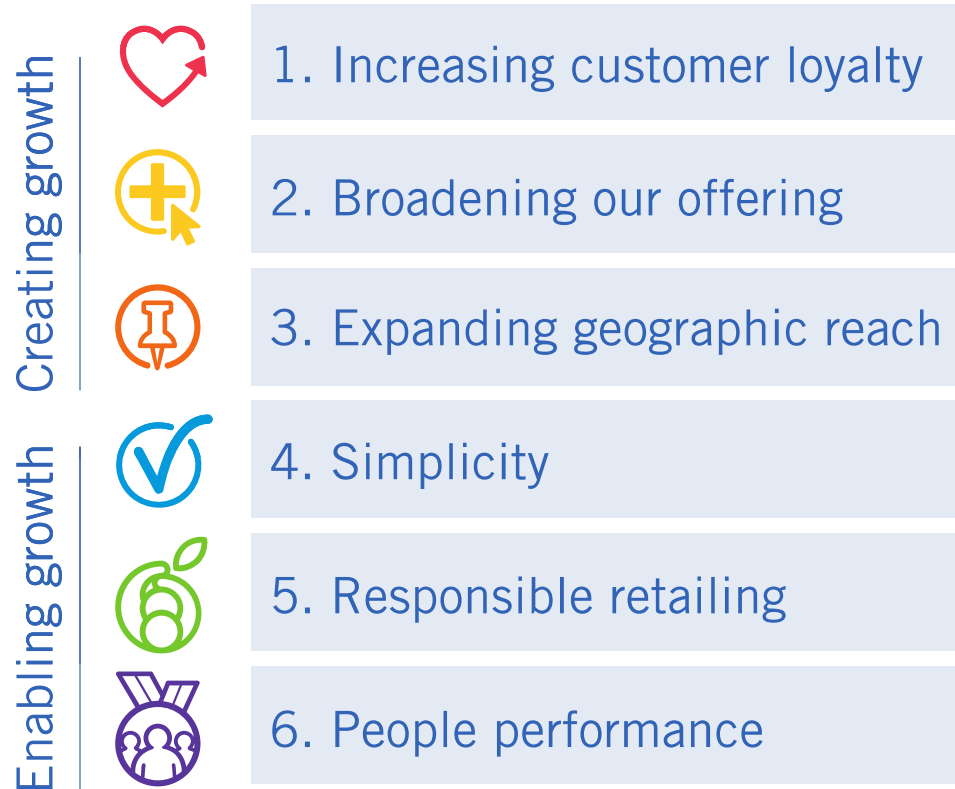 Creating growth
1. Increasing customer loyalty
2. Broadening our offering
3. Expanding geographic reach
Enabling growth
4. Simplicity
5. Responsible retailing
6. People performance